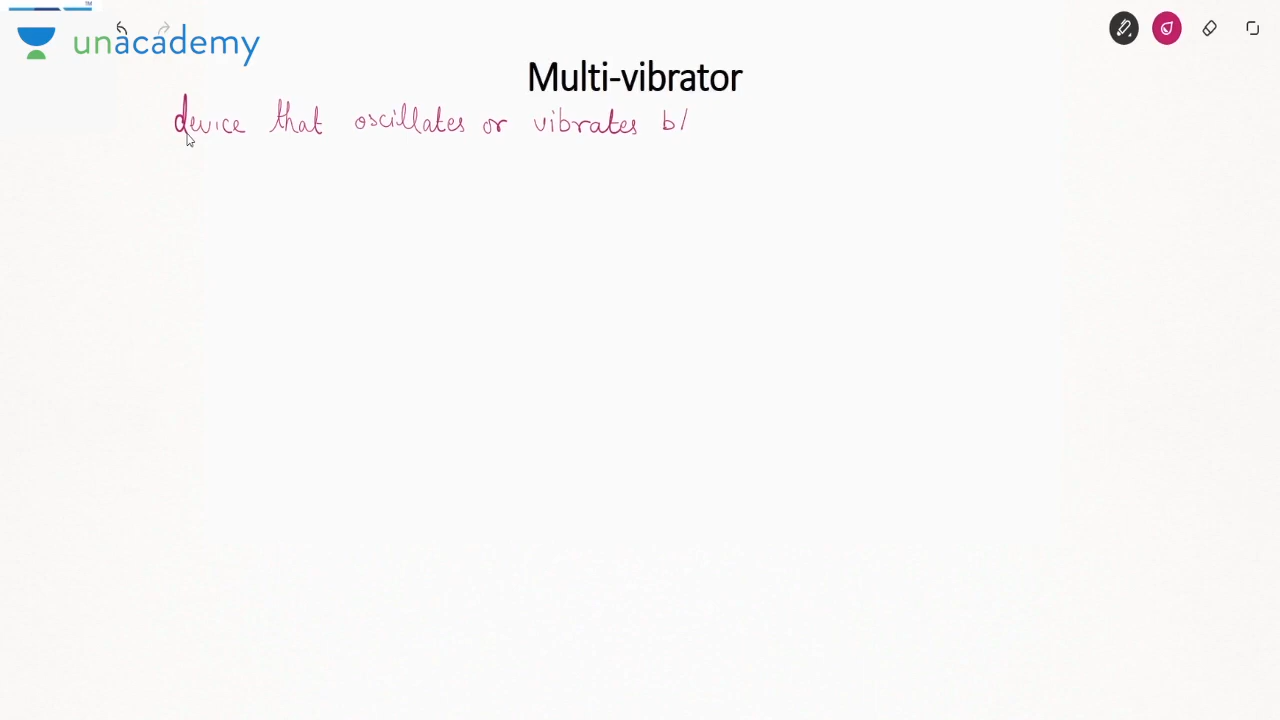 unacademy
Multi-vibrator
device that oscillates or vibrates b/